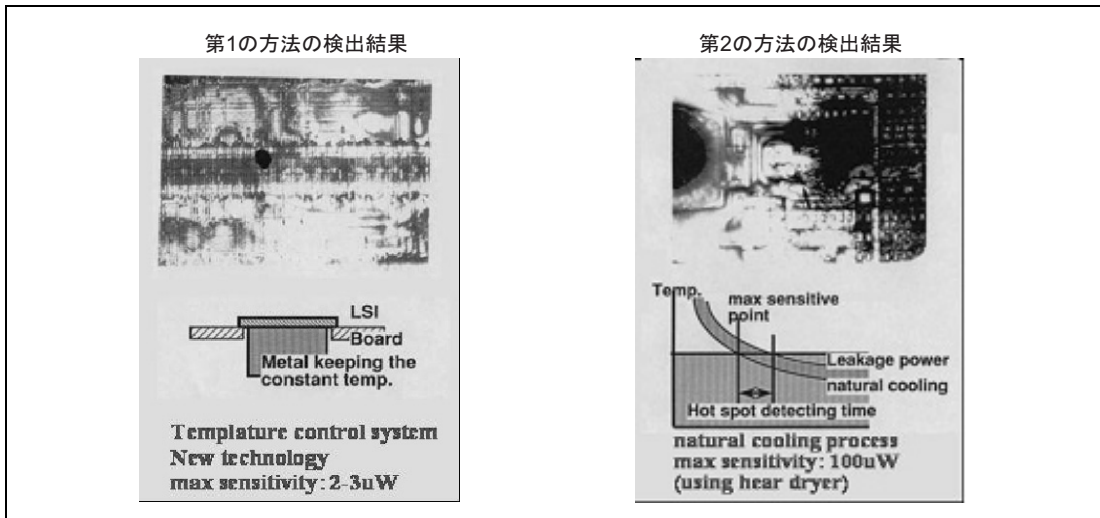 第1の方法の検出結果
LSI
Board
Metal keeping the
constant temp.
Templature control system
New technology
max sensitivity: 2-3uW
第2の方法の検出結果
Temp.
max sensitive
point
Leakage power
natural cooling
Hot spot detecting time
natural cooling process
max sensitivity: 100uW
(using hear dryer)